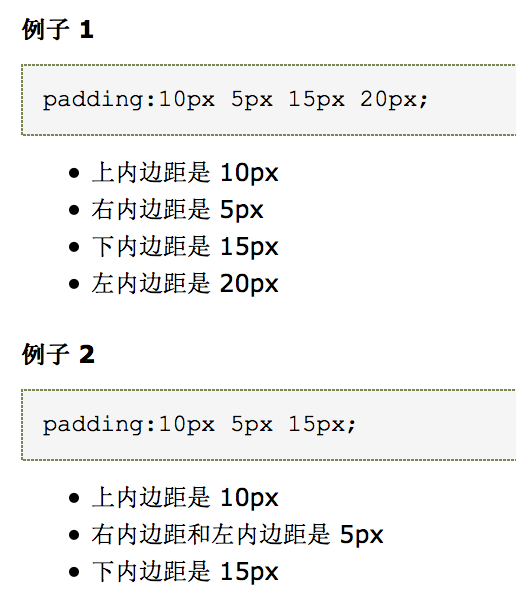 例子 1
padding:10px 5px 15px 20px;
上内边距是 10px
右内边距是 5px
下内边距是 15px
左内边距是 20px
例子 2
padding:10px 5px 15px;
上内边距是 10px
右内边距和左内边距是 5px
下内边距是 15px